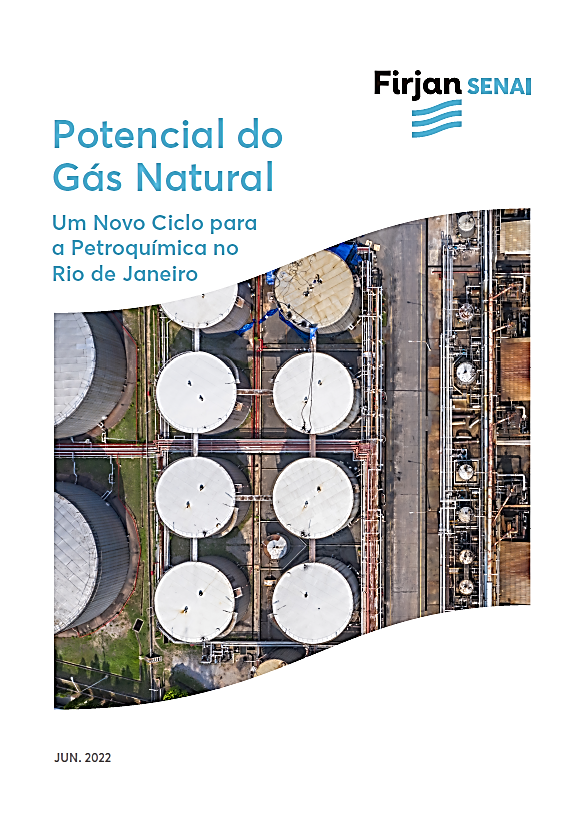 Firjan SENAI
Potencial do
Gás Natural
Um Novo Ciclo para
a Petroquímica no
Rio de Janeiro
JUN. 2022